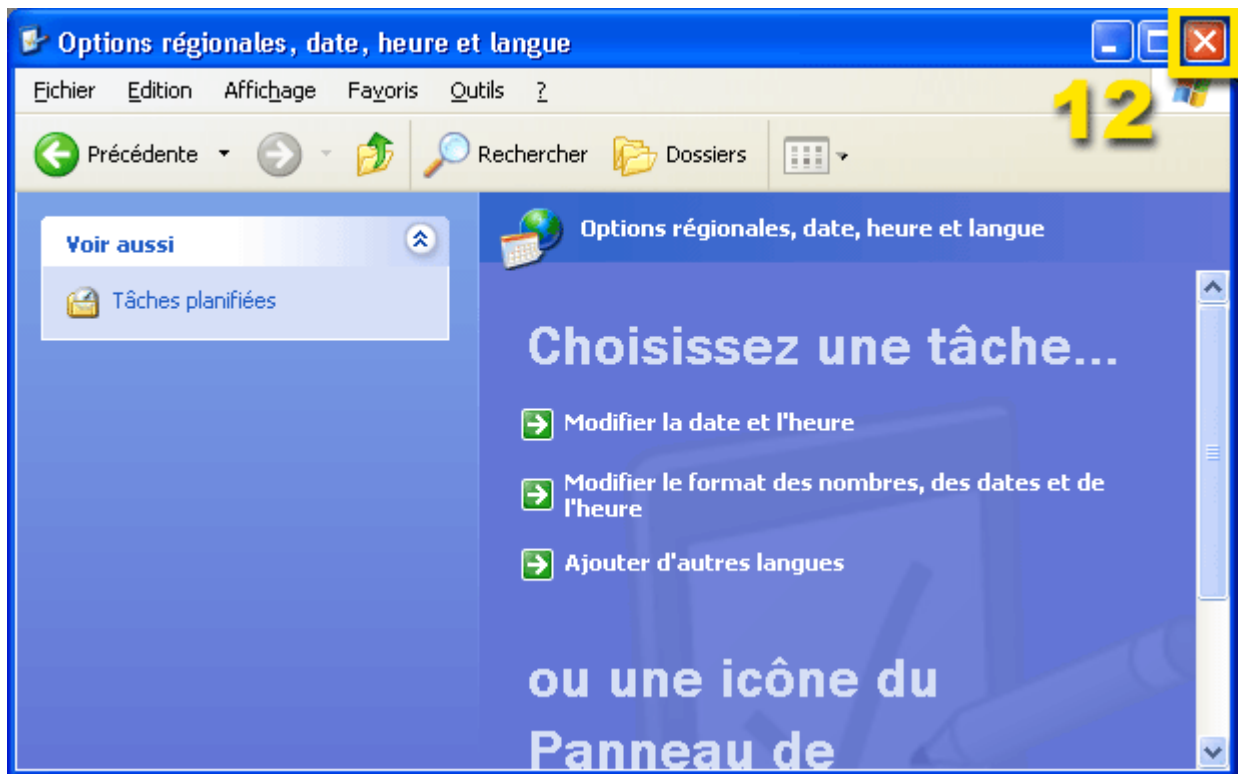 Options régionales, date, heure et langue
Fichier Edition Affichage Favoris Outils ?
12
Précédente Rechercher Dossiers
Voir aussi
Tâches planifiées
Options régionales, date, heure et langue
Choisissez une tâche...
Modifier la date et l'heure
Modifier le format des nombres, des dates et de
l'heure
Ajouter d'autres langues
ou une icône du
Panneau de